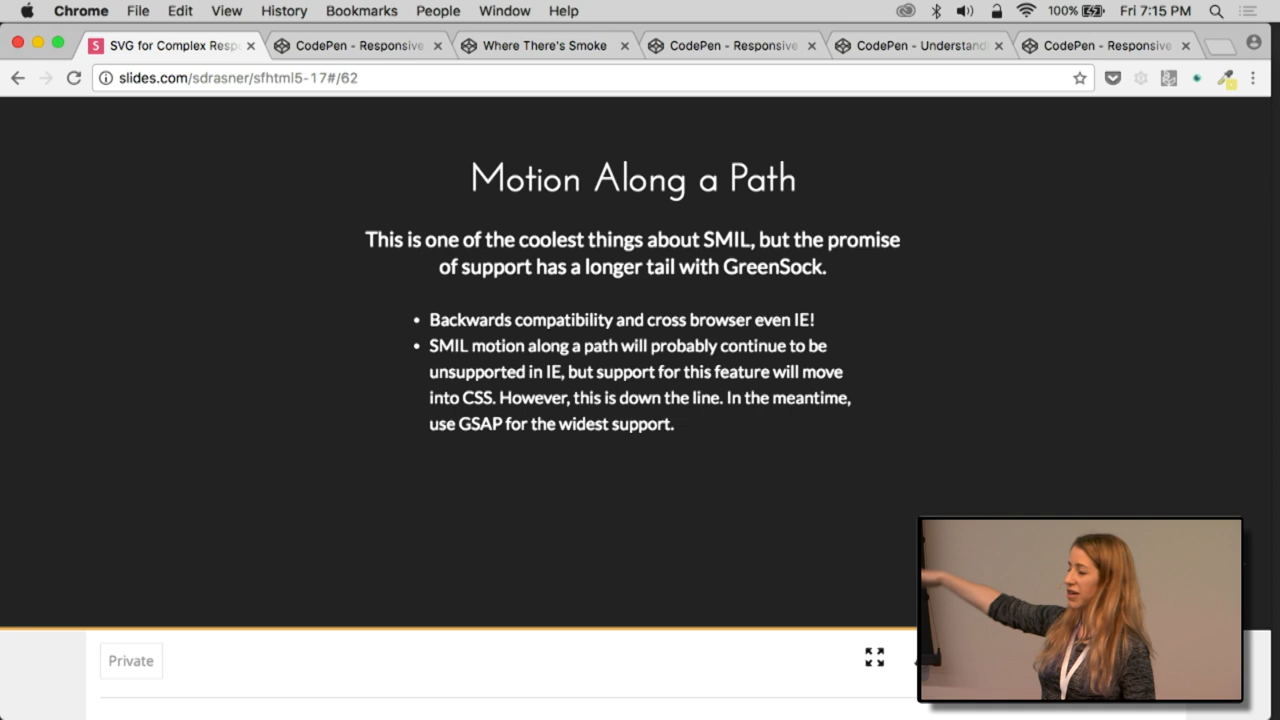 Chrome File Edit View History Bookmarks People Window Help 100% Fri 7:15 PM
SVG for Complex Resp CodePen - Responsive Where There's Smoke CodePen - Responsive CodePen - Understand CodePen - Responsive
slides.com/sdrasner/sfhtml5-17#/62
Motion Along a Path
This is one of the coolest things about SMIL, but the promise
of support has a longer tail with GreenSock.
• Backwards compatibility and cross browser even IE!
• SMIL motion along a path will probably continue to be
unsupported in IE, but support for this feature will move
into CSS. However, this is down the line. In the meantime,
use GSAP for the widest support.
Private